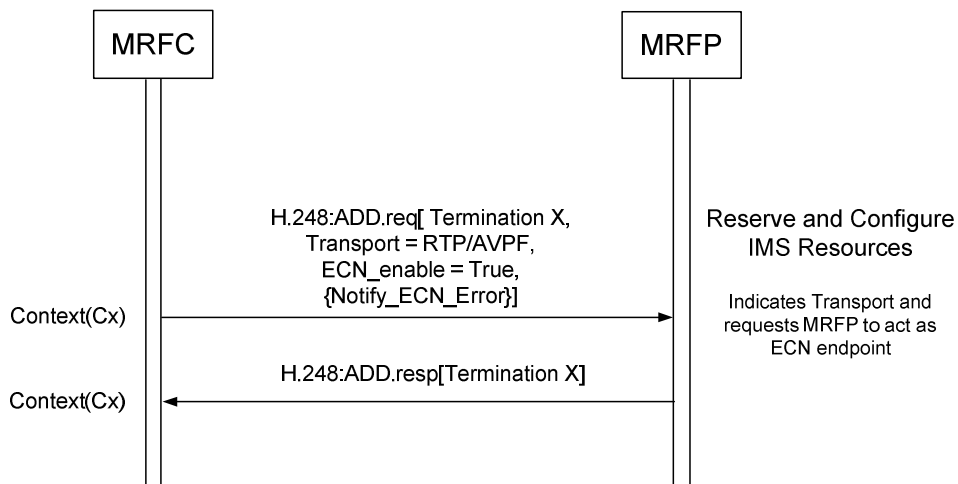 MRFC
MRFP
H.248:ADD.req[ Termination X,
Transport = RTP/AVPF,
ECN_enable = True,
{Notify_ECN_Error}]
Reserve and Configure
IMS Resources
Context(Cx)
Indicates Transport and
requests MRFP to act as
ECN endpoint
H.248:ADD.resp[Termination X]
Context(Cx)